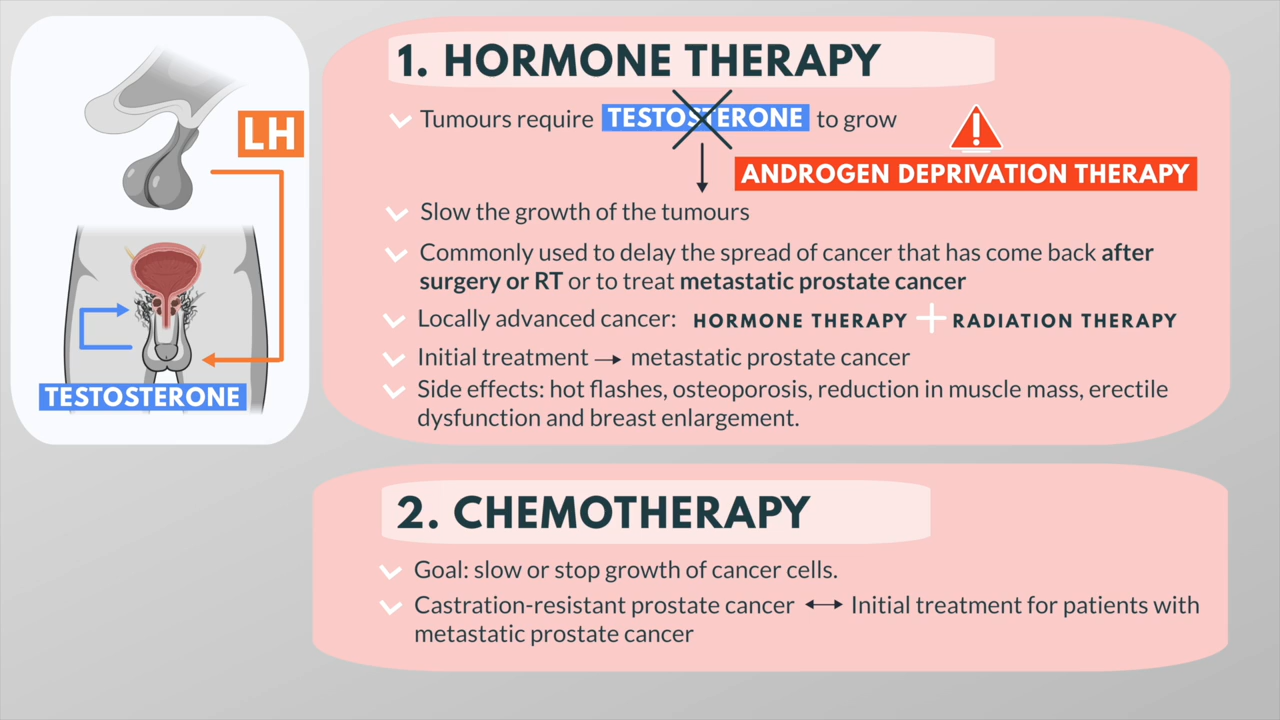 LH
TESTOSTERONE
1. HORMONE THERAPY
Tumours require TESTOSTERONE to grow
ANDROGEN DEPRIVATION THERAPY
Slow the growth of the tumours
Commonly used to delay the spread of cancer that has come back after
surgery or RT or to treat metastatic prostate cancer
Locally advanced cancer: HORMONE THERAPY + RADIATION THERAPY
Initial treatment → metastatic prostate cancer
Side effects: hot flashes, osteoporosis, reduction in muscle mass, erectile
dysfunction and breast enlargement.
2. CHEMOTHERAPY
Goal: slow or stop growth of cancer cells.
Castration-resistant prostate cancer ↔ Initial treatment for patients with
metastatic prostate cancer